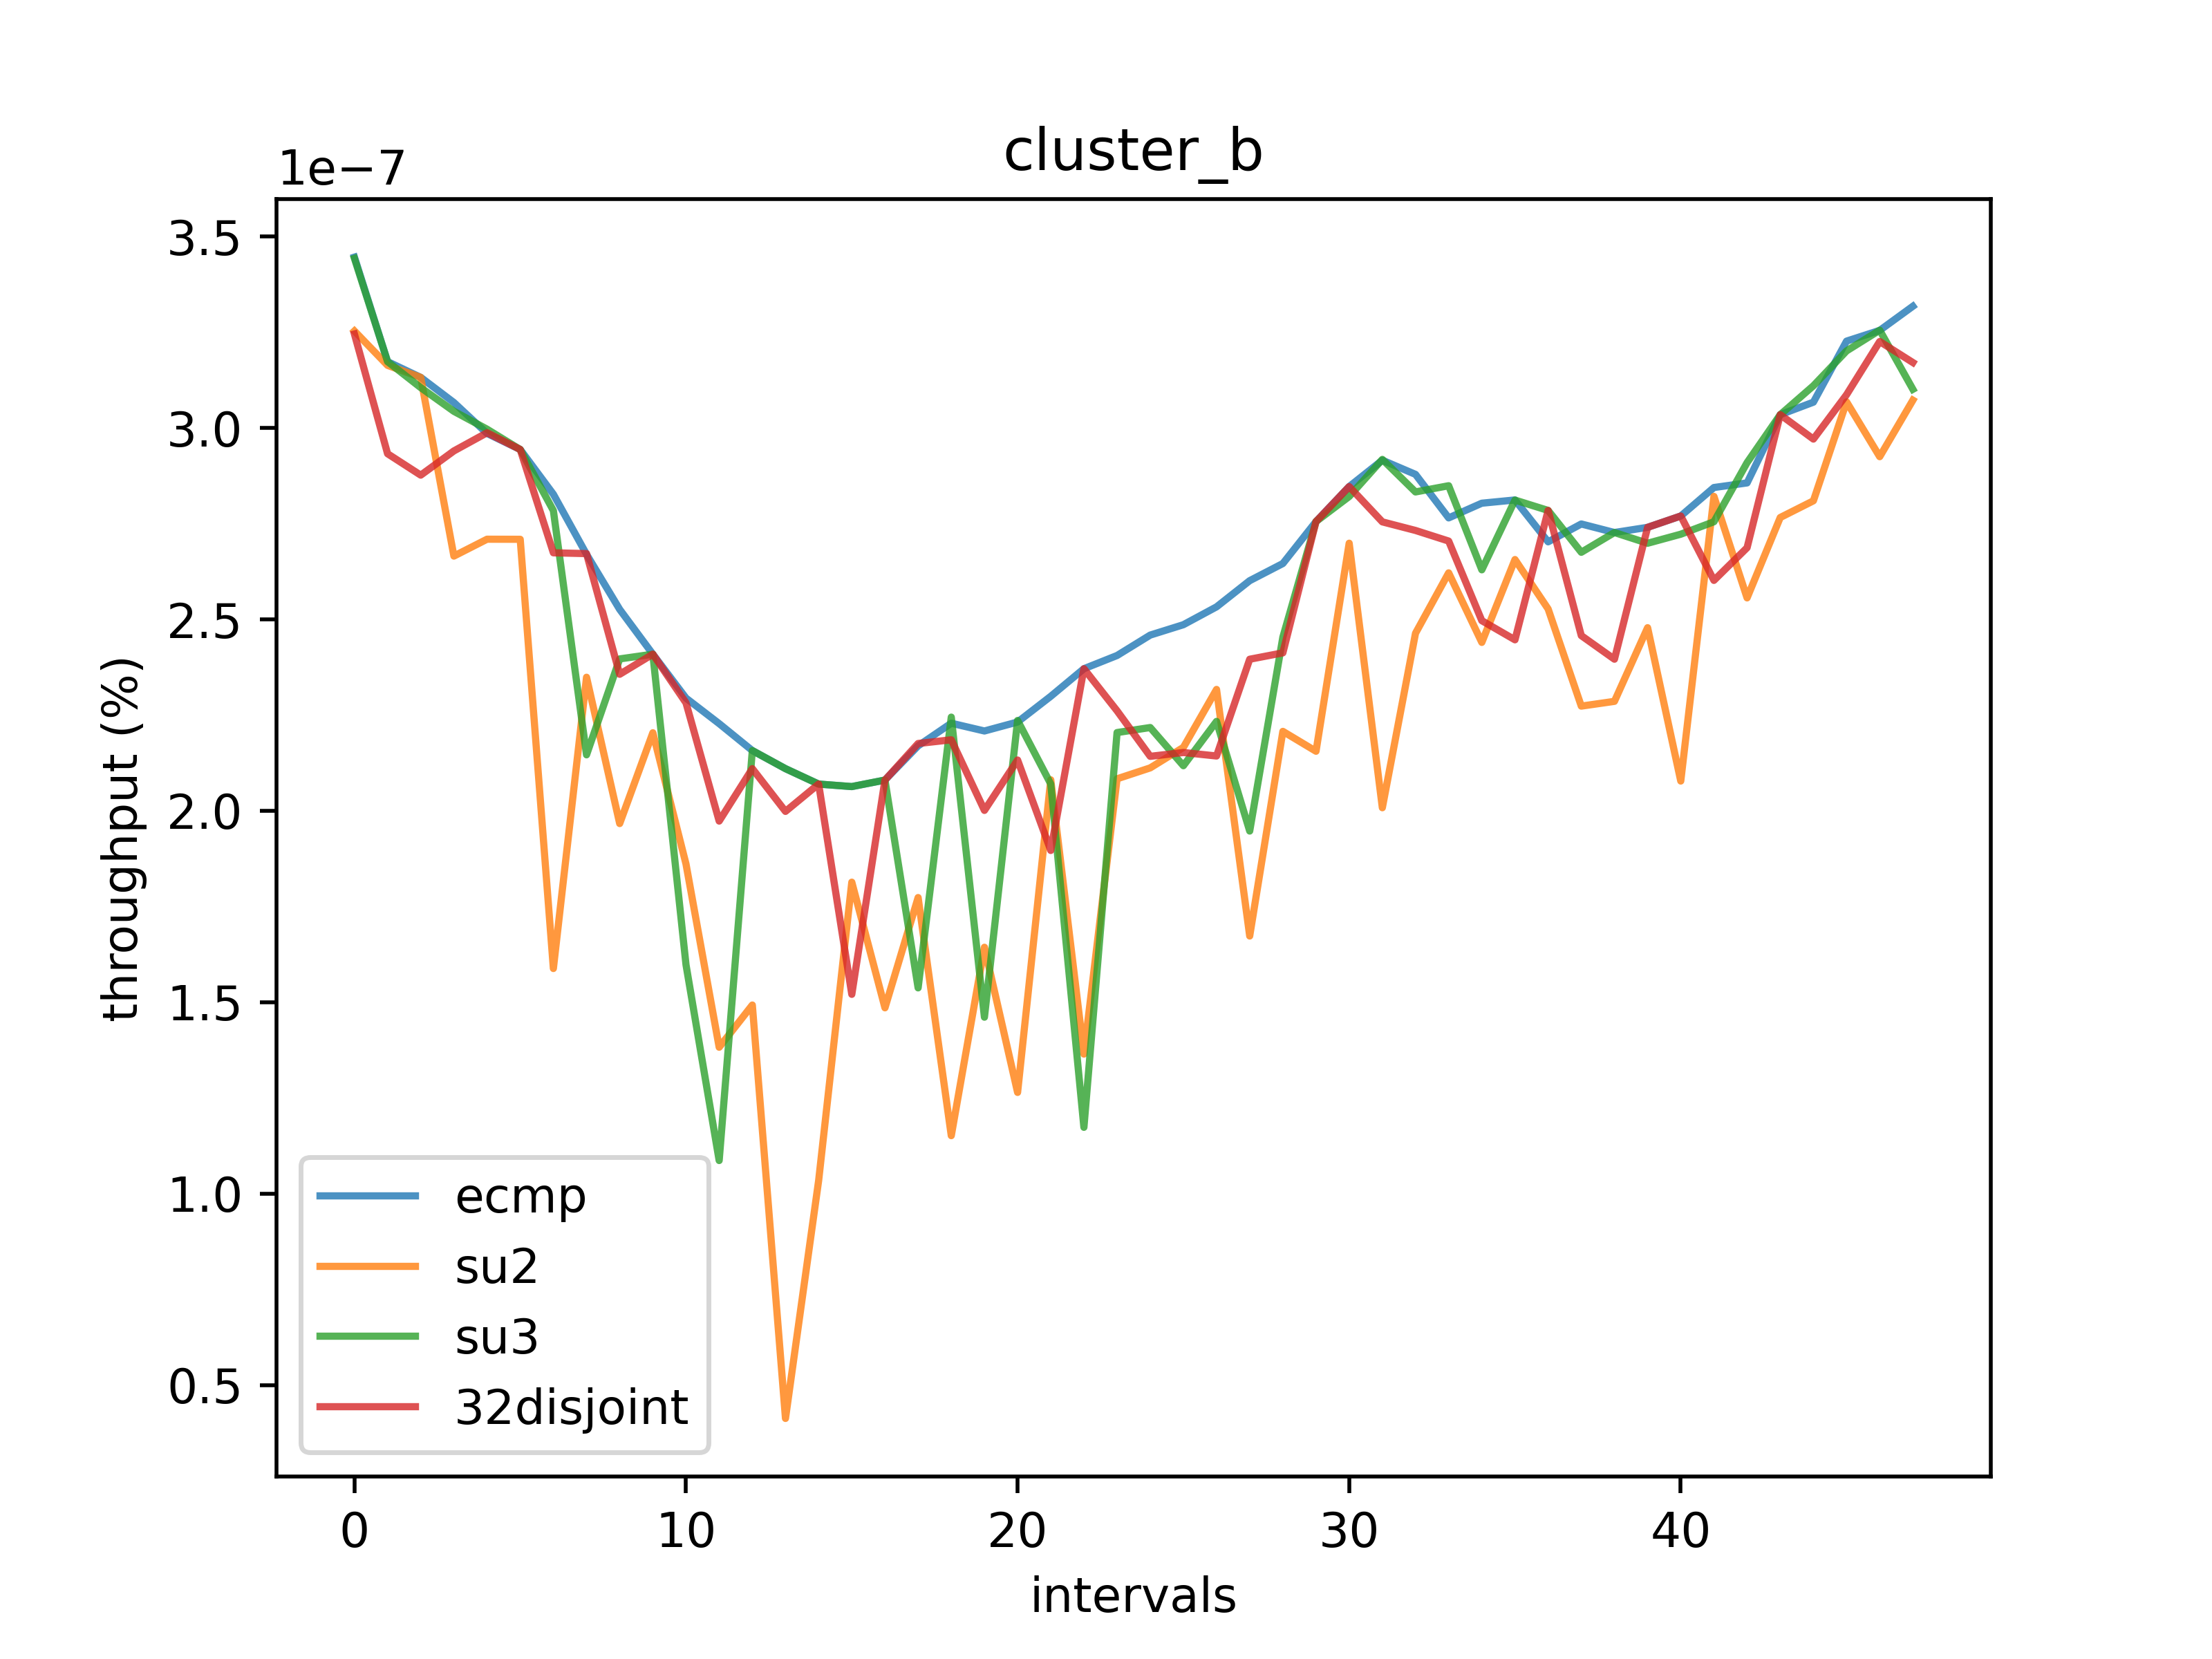 cluster_b
1e−7
3.5
3.0
2.5
2.0
1.5
1.0
0.5
throughput (%)
ecmp
su2
su3
32disjoint
0 10 20 30 40
intervals